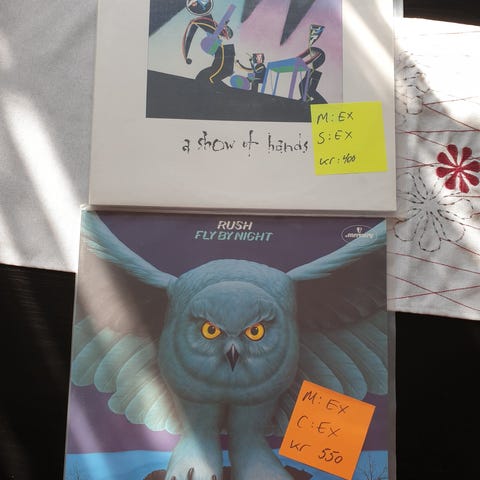 a show of hands
M:EX
S:EX
kr:400
RUSH
FLY BY NIGHT
mercury
M:EX
C:EX
kr 550